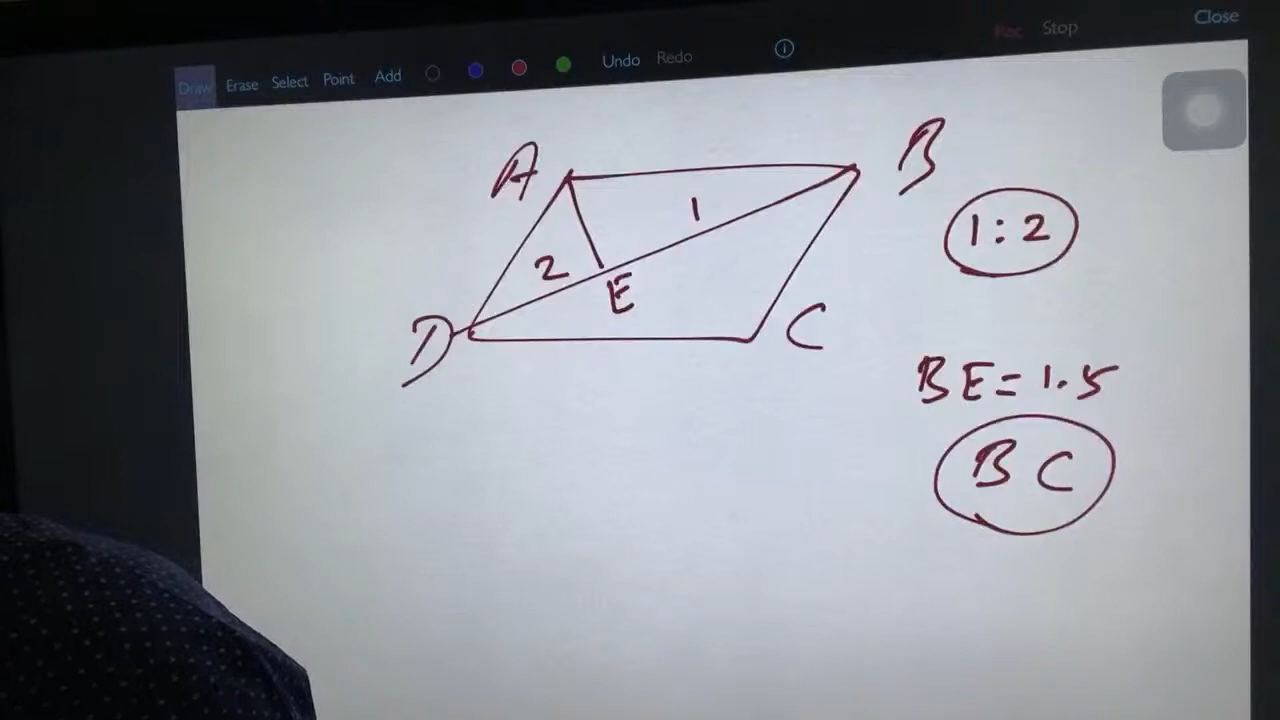 Close
Rec Stop
Draw Erase Select Point Add Undo Redo
A B
1 1:2
2 E
D C
BE = 1.5
BC